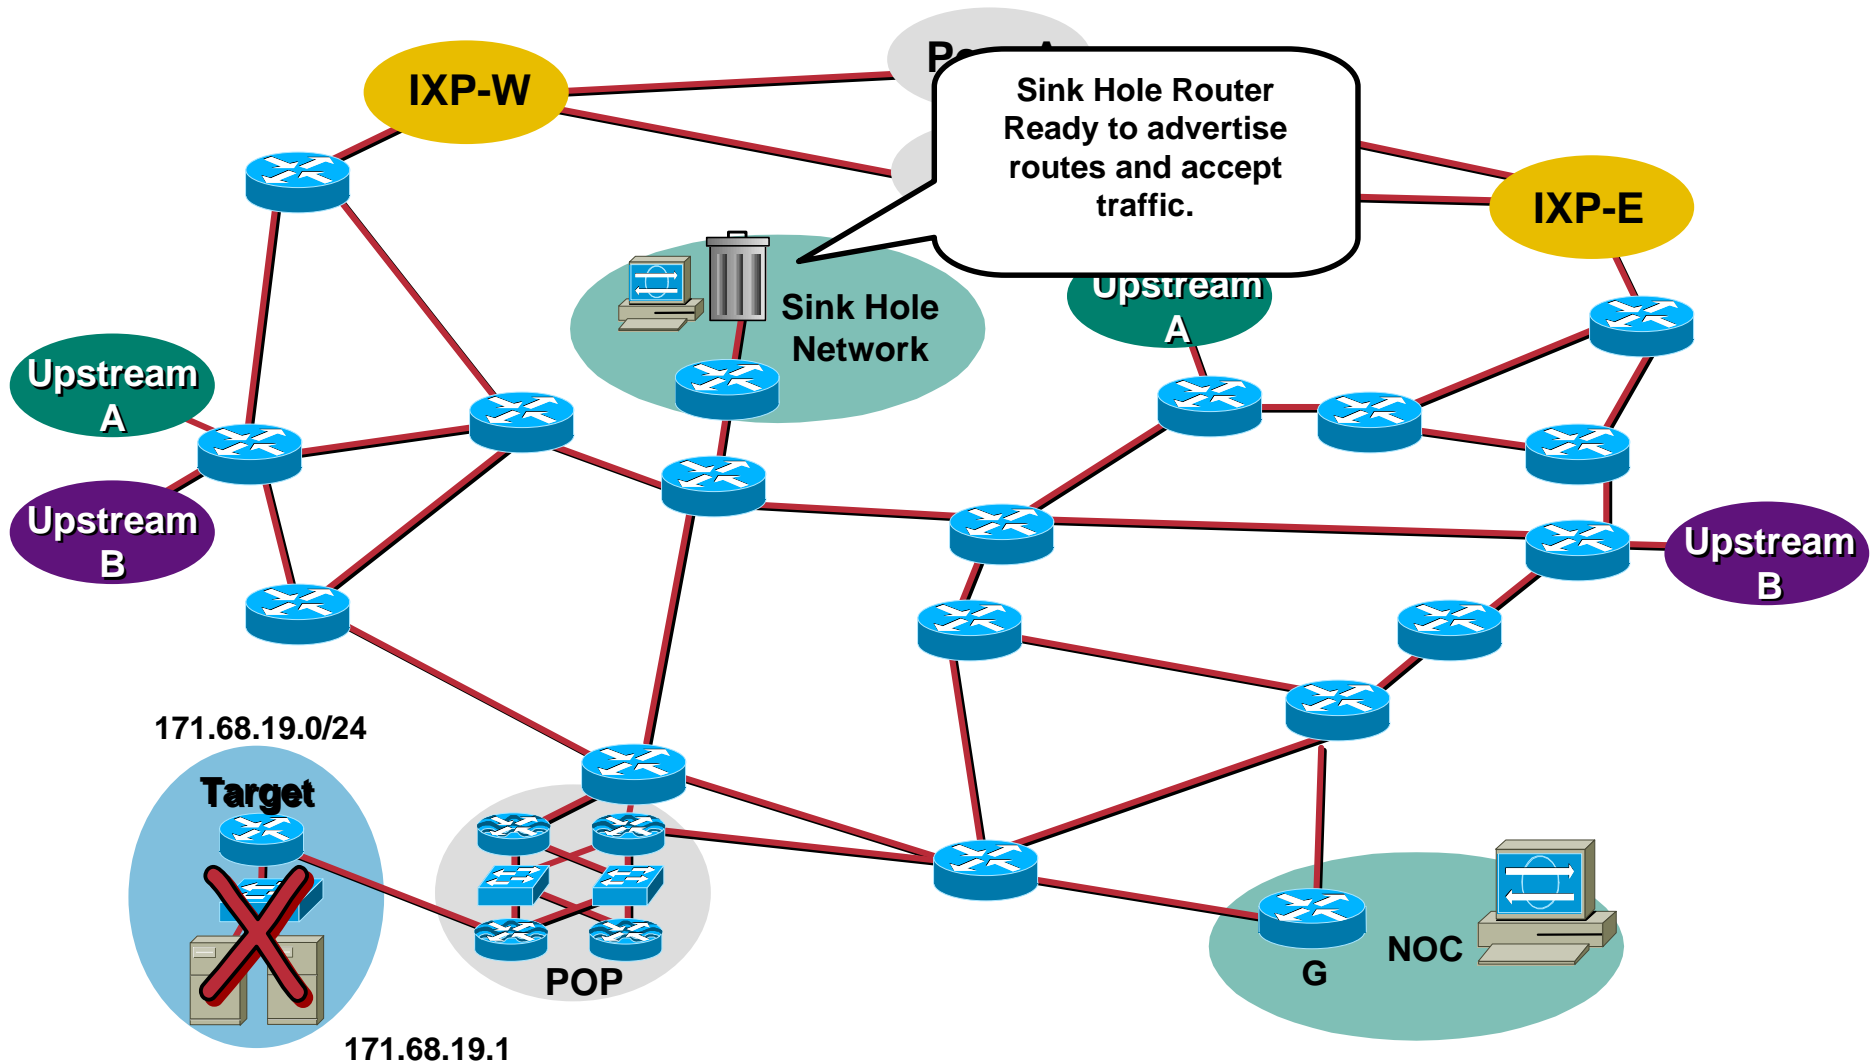 IXP-W
Sink Hole Router
Ready to advertise
routes and accept
traffic.
IXP-E
Sink Hole
Network
Upstream
A
Upstream
A
Upstream
B
Upstream
B
171.68.19.0/24
Target
POP
G
NOC
171.68.19.1